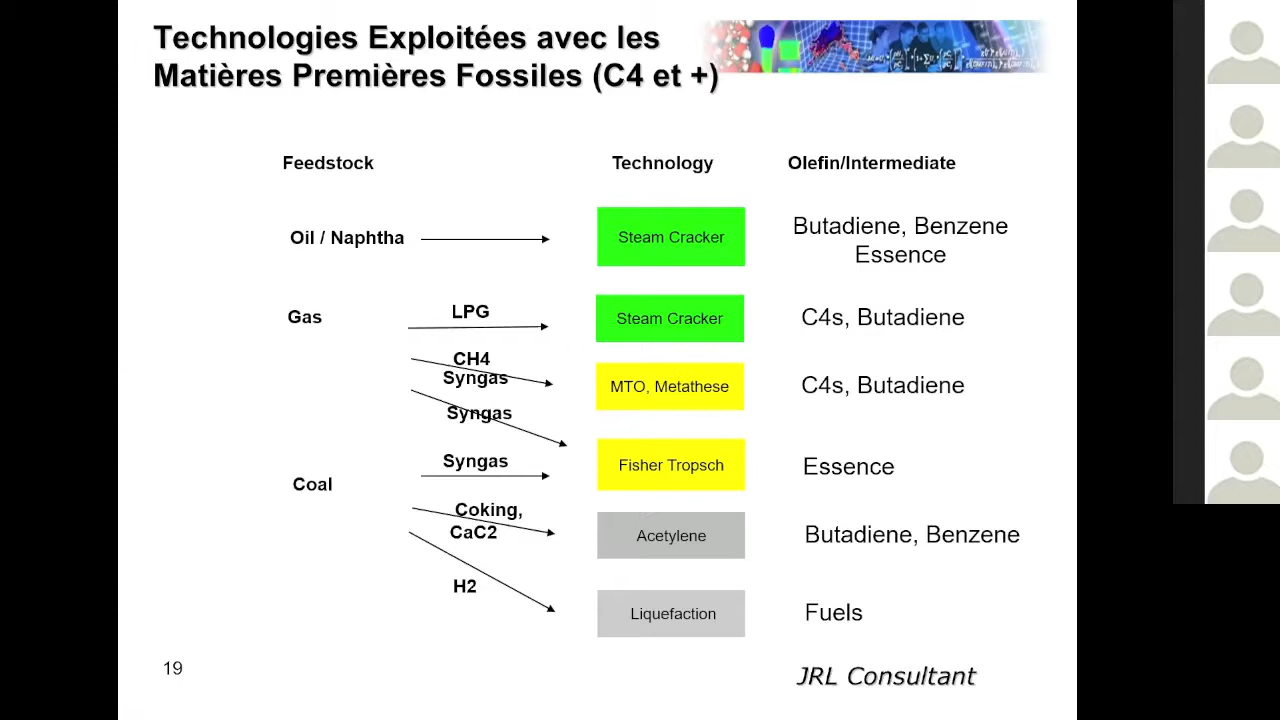 Technologies Exploitées avec les
Matières Premières Fossiles (C4 et +)
Feedstock
Technology
Olefin/Intermediate
Oil / Naphtha
Steam Cracker
Butadiene, Benzene
Essence
Gas
LPG
Steam Cracker
C4s, Butadiene
CH4
Syngas
MTO, Metathese
C4s, Butadiene
Syngas
Syngas
Fisher Tropsch
Essence
Coal
Coking,
CaC2
Acetylene
Butadiene, Benzene
H2
Liquefaction
Fuels
19
JRL Consultant